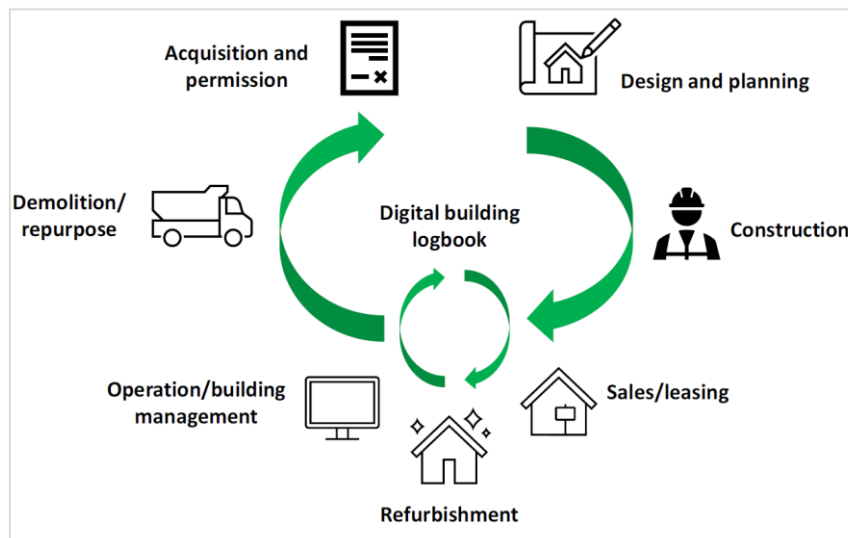 Acquisition and
permission
Design and planning
Demolition/
repurpose
Digital building
logbook
Construction
Operation/building
management
Sales/leasing
Refurbishment